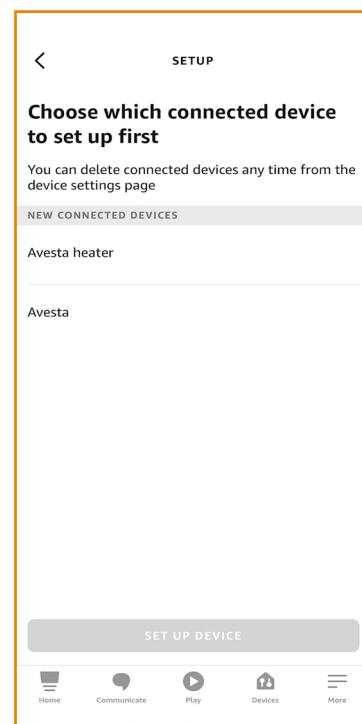 SETUP
Choose which connected device
to set up first
You can delete connected devices any time from the
device settings page
NEW CONNECTED DEVICES
Avesta heater
Avesta
SET UP DEVICE
Home Communicate Play Devices More